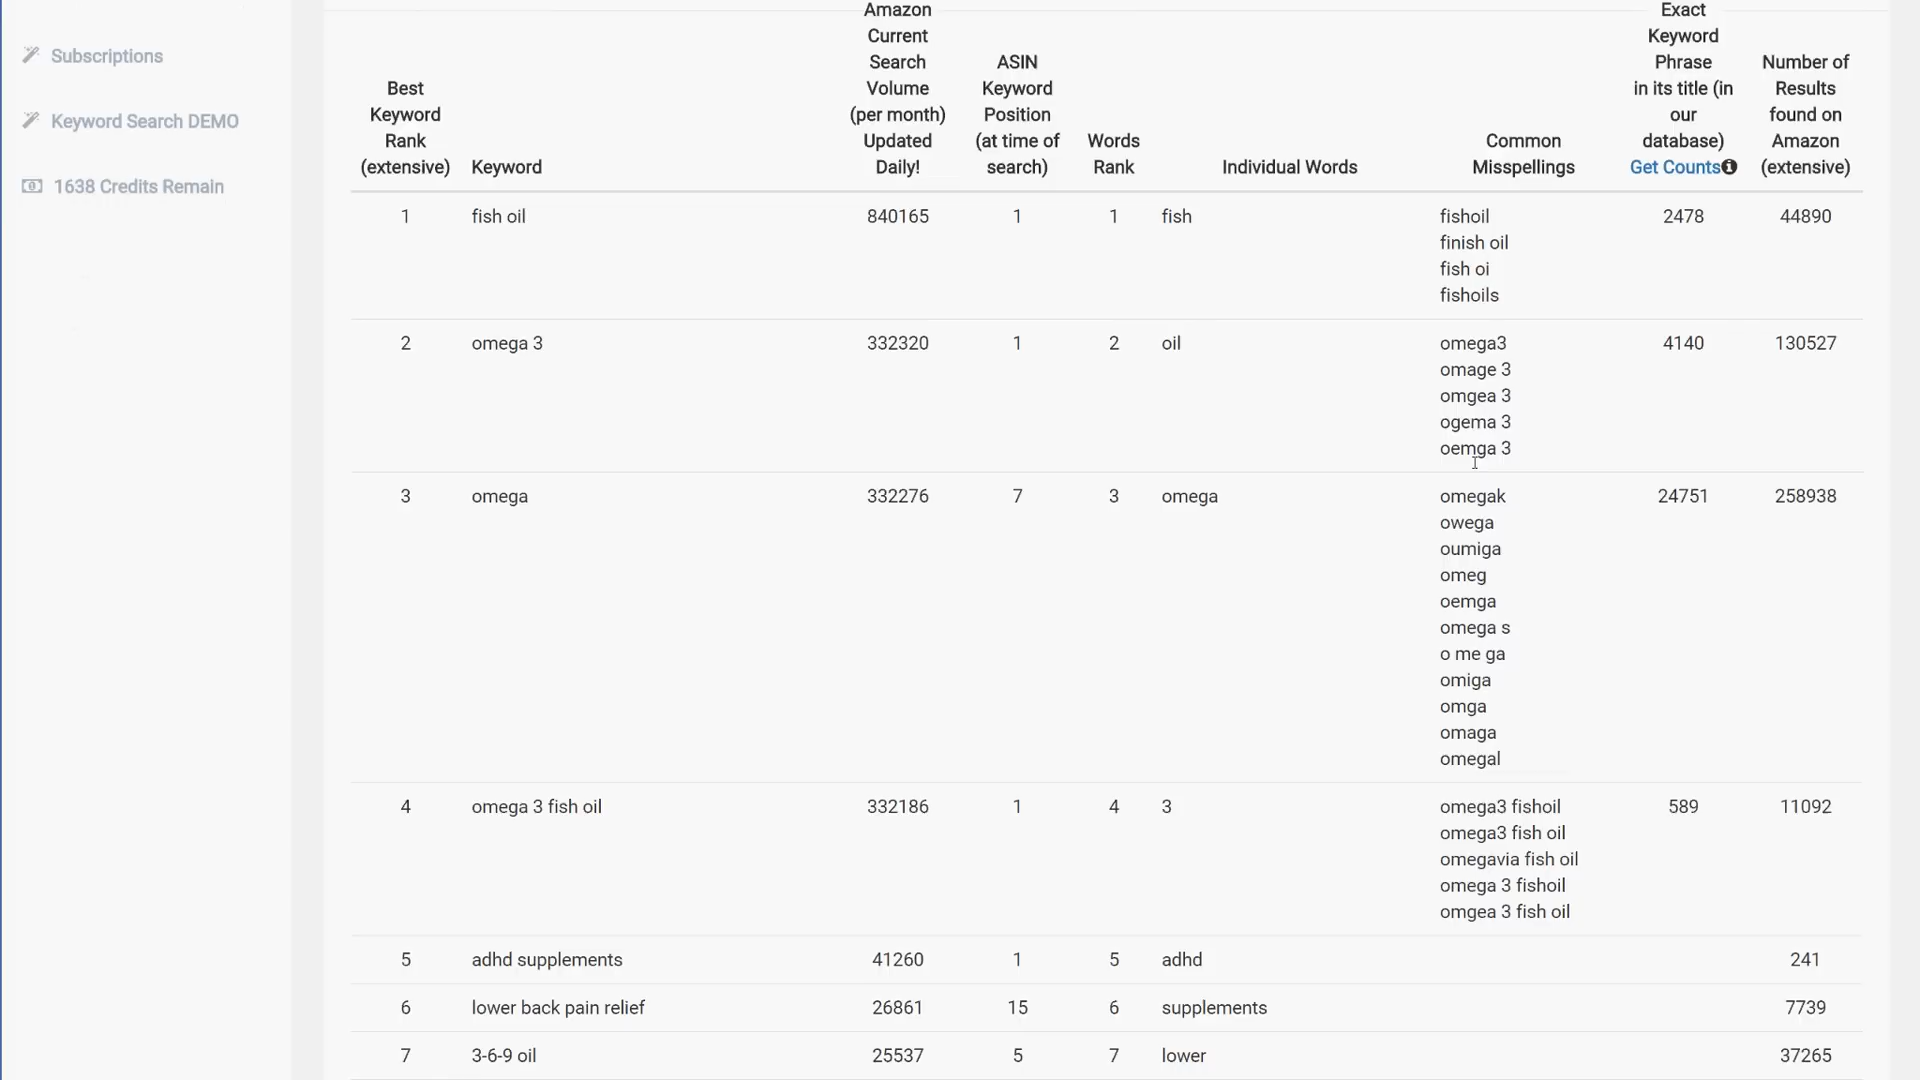 Subscriptions
Keyword Search DEMO
1638 Credits Remain
Best
Keyword
Rank
(extensive)
Keyword
Amazon
Current
Search
Volume
(per month)
Updated
Daily!
ASIN
Keyword
Position
(at time of
search)
Words
Rank
Individual Words
Common
Misspellings
Exact
Keyword
Phrase
in its title (in
our
database)
Get Counts
Number of
Results
found on
Amazon
(extensive)
1 fish oil 840165 1 1 fish fishoil 2478 44890
finish oil
fish oi
fishoils
2 omega 3 332320 1 2 oil omega3 4140 130527
omage 3
omgea 3
ogema 3
oemga 3
3 omega 332276 7 3 omega omegak 24751 258938
owega
oumiga
omeg
oemga
omega s
o me ga
omiga
omga
omaga
omegal
4 omega 3 fish oil 332186 1 4 3 omega3 fishoil 589 11092
omega3 fish oil
omegavia fish oil
omega 3 fishoil
omgea 3 fish oil
5 adhd supplements 41260 1 5 adhd 241
6 lower back pain relief 26861 15 6 supplements 7739
7 3-6-9 oil 25537 5 7 lower 37265